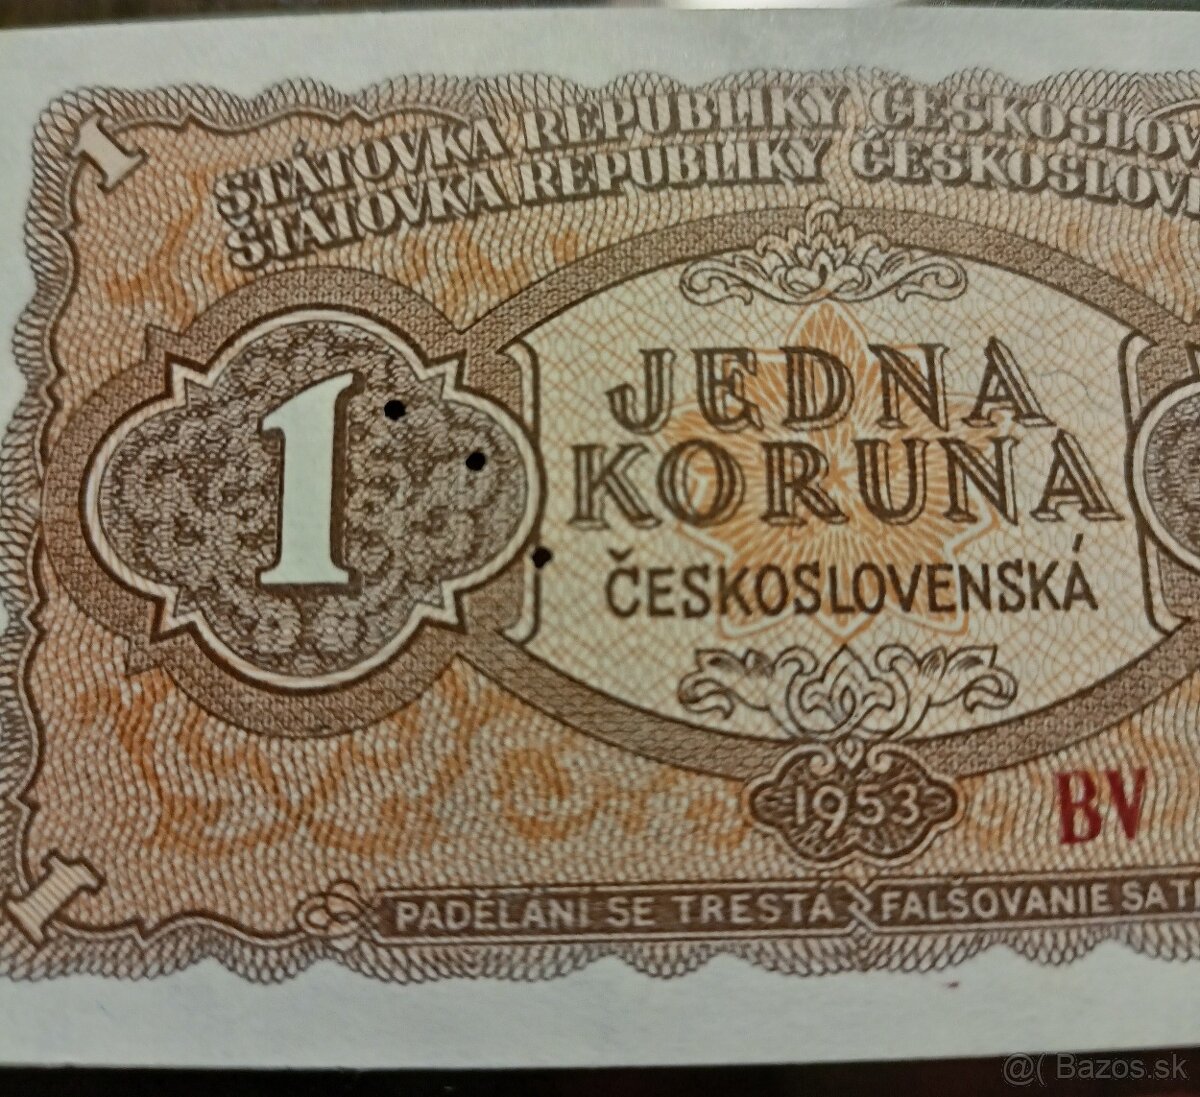 1
STÁTOVKA REPUBLIKY ČESKOSLOV
ŠTÁTOVKA REPUBLIKY ČESKOSLOV
1
JEDNA
KORUNA
ČESKOSLOVENSKÁ
1953
BV
1
PADĚLÁNÍ SE TRESTÁ FALŠOVANIE SA
@( Bazos.sk